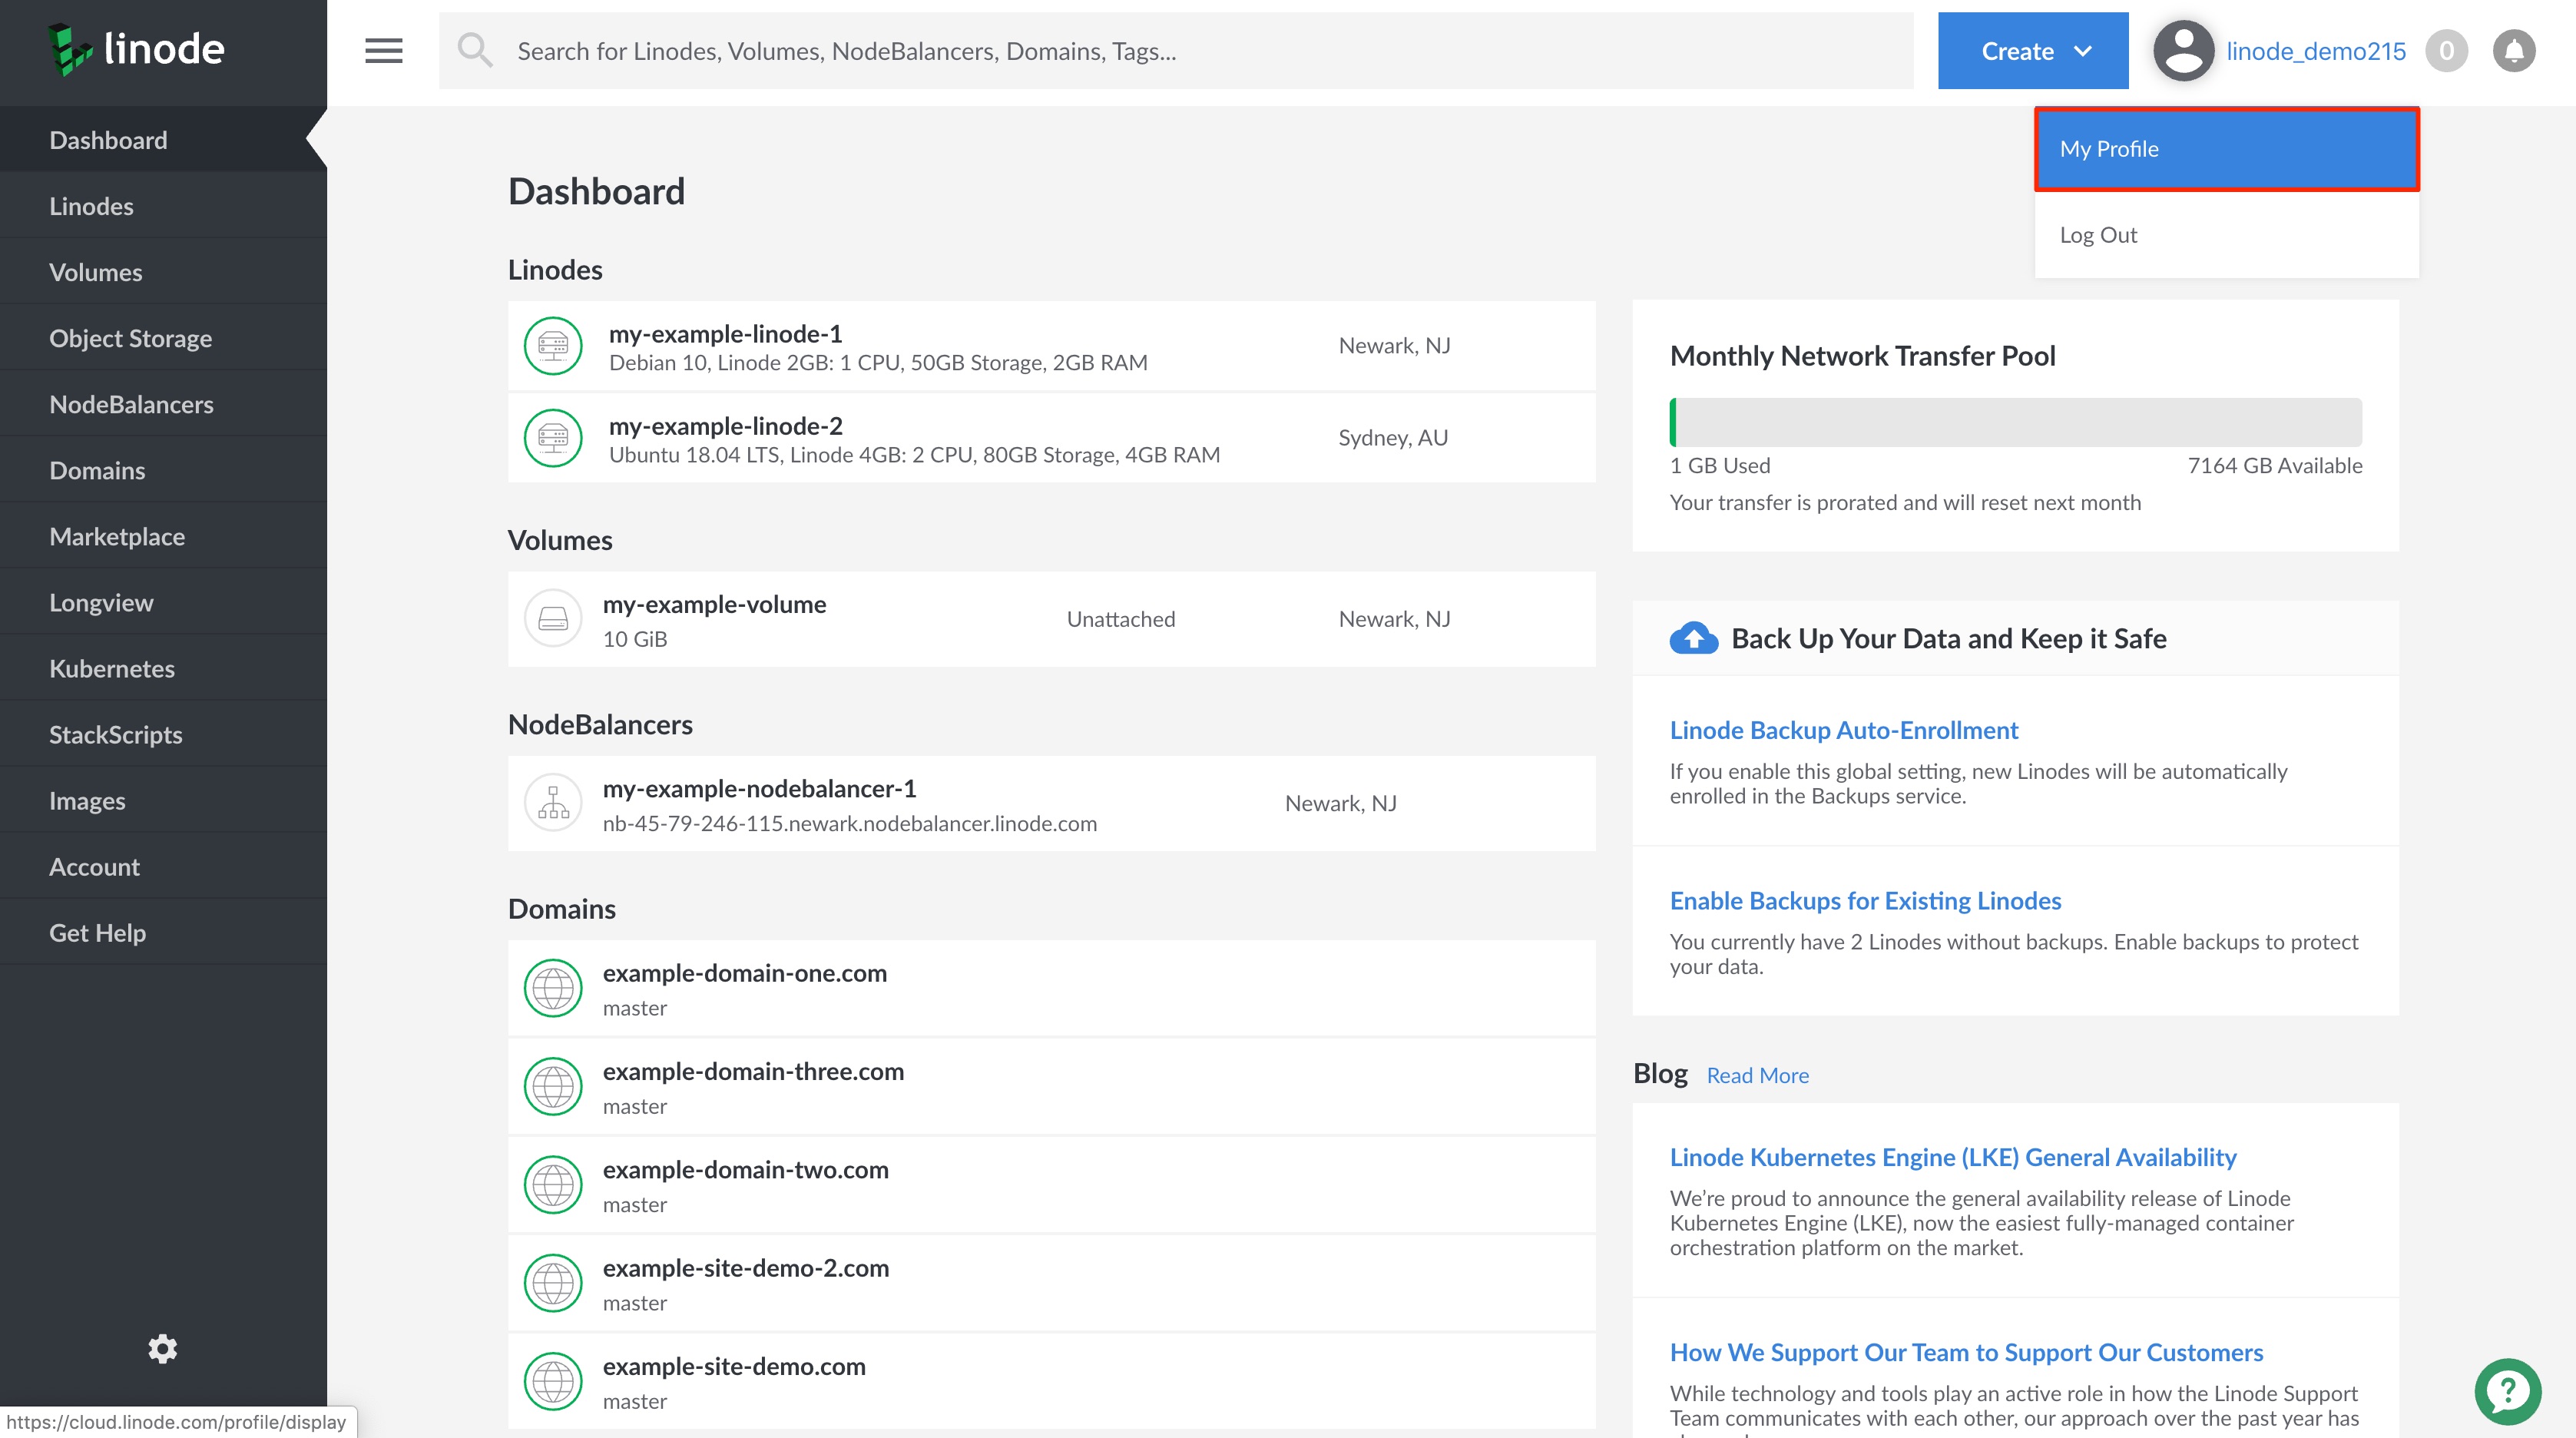 linode
Search for Linodes, Volumes, NodeBalancers, Domains, Tags...
Create
linode_demo215
0
My Profile
Log Out
Dashboard
Linodes
Volumes
Object Storage
NodeBalancers
Domains
Marketplace
Longview
Kubernetes
StackScripts
Images
Account
Get Help
https://cloud.linode.com/profile/display
Dashboard
Linodes
my-example-linode-1
Debian 10, Linode 2GB: 1 CPU, 50GB Storage, 2GB RAM
Newark, NJ
my-example-linode-2
Ubuntu 18.04 LTS, Linode 4GB: 2 CPU, 80GB Storage, 4GB RAM
Sydney, AU
Volumes
my-example-volume
10 GiB
Unattached
Newark, NJ
NodeBalancers
my-example-nodebalancer-1
nb-45-79-246-115.newark.nodebalancer.linode.com
Newark, NJ
Domains
example-domain-one.com
master
example-domain-three.com
master
example-domain-two.com
master
example-site-demo-2.com
master
example-site-demo.com
master
Monthly Network Transfer Pool
1 GB Used
7164 GB Available
Your transfer is prorated and will reset next month
Back Up Your Data and Keep it Safe
Linode Backup Auto-Enrollment
If you enable this global setting, new Linodes will be automatically
enrolled in the Backups service.
Enable Backups for Existing Linodes
You currently have 2 Linodes without backups. Enable backups to protect
your data.
Blog Read More
Linode Kubernetes Engine (LKE) General Availability
We’re proud to announce the general availability release of Linode
Kubernetes Engine (LKE), now the easiest fully-managed container
orchestration platform on the market.
How We Support Our Team to Support Our Customers
While technology and tools play an active role in how the Linode Support
Team communicates with each other, our approach over the past year has
?